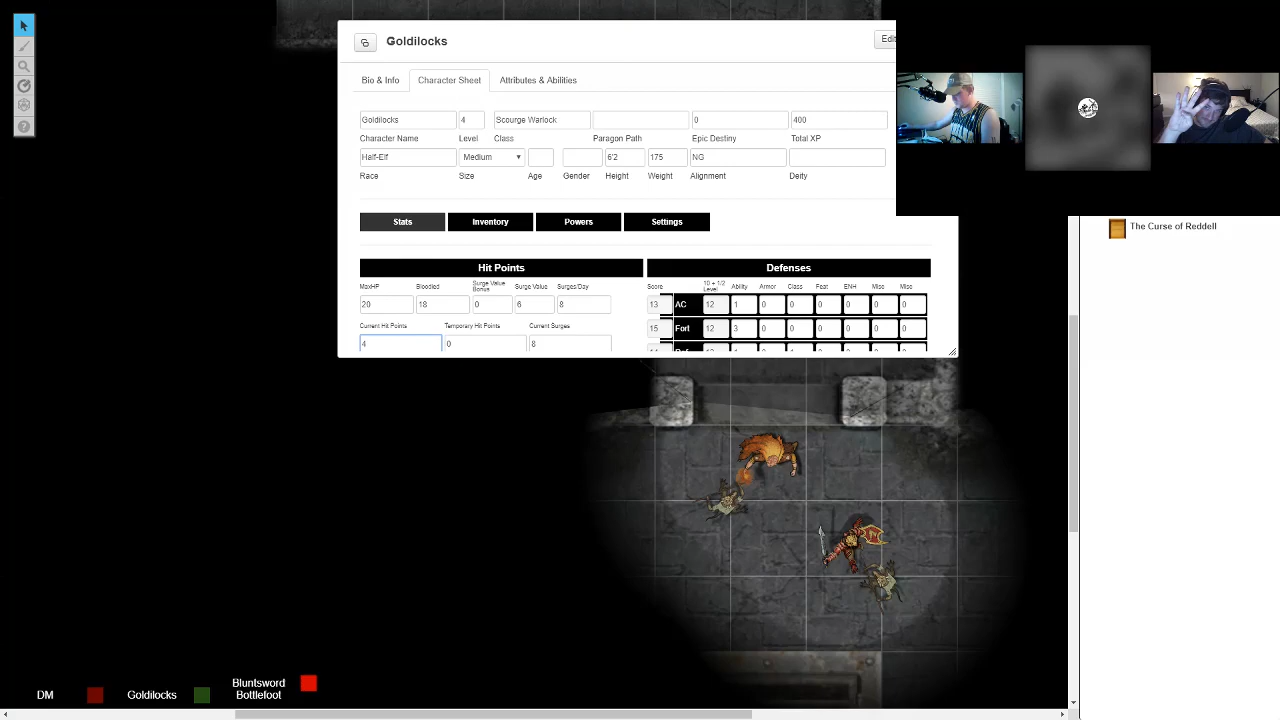 Goldilocks
Edit
Bio & Info Character Sheet Attributes & Abilities
Goldilocks 4 Scourge Warlock 0 400
Character Name Level Class Paragon Path Epic Destiny Total XP
Half-Elf Medium 6'2 175 NG
Race Size Age Gender Height Weight Alignment Deity
Stats Inventory Powers Settings
The Curse of Reddell
Hit Points Defenses
MaxHP Bloodied Surge Value Bonus Surge Value Surges/Day Score 10 + 1/2 Level Ability Armor Class Feat ENH Misc Misc
20 18 0 6 8 13 AC 12 1 0 0 0 0 0 0
Current Hit Points Temporary Hit Points Current Surges 15 Fort 12 3 0 0 0 0 0 0
4 0 8
DM Goldilocks Bluntsword Bottlefoot